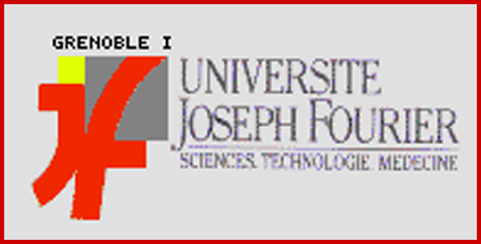 GRENOBLE I
UNIVERSITE
JOSEPH FOURIER
SCIENCES. TECHNOLOGIE. MEDECINE